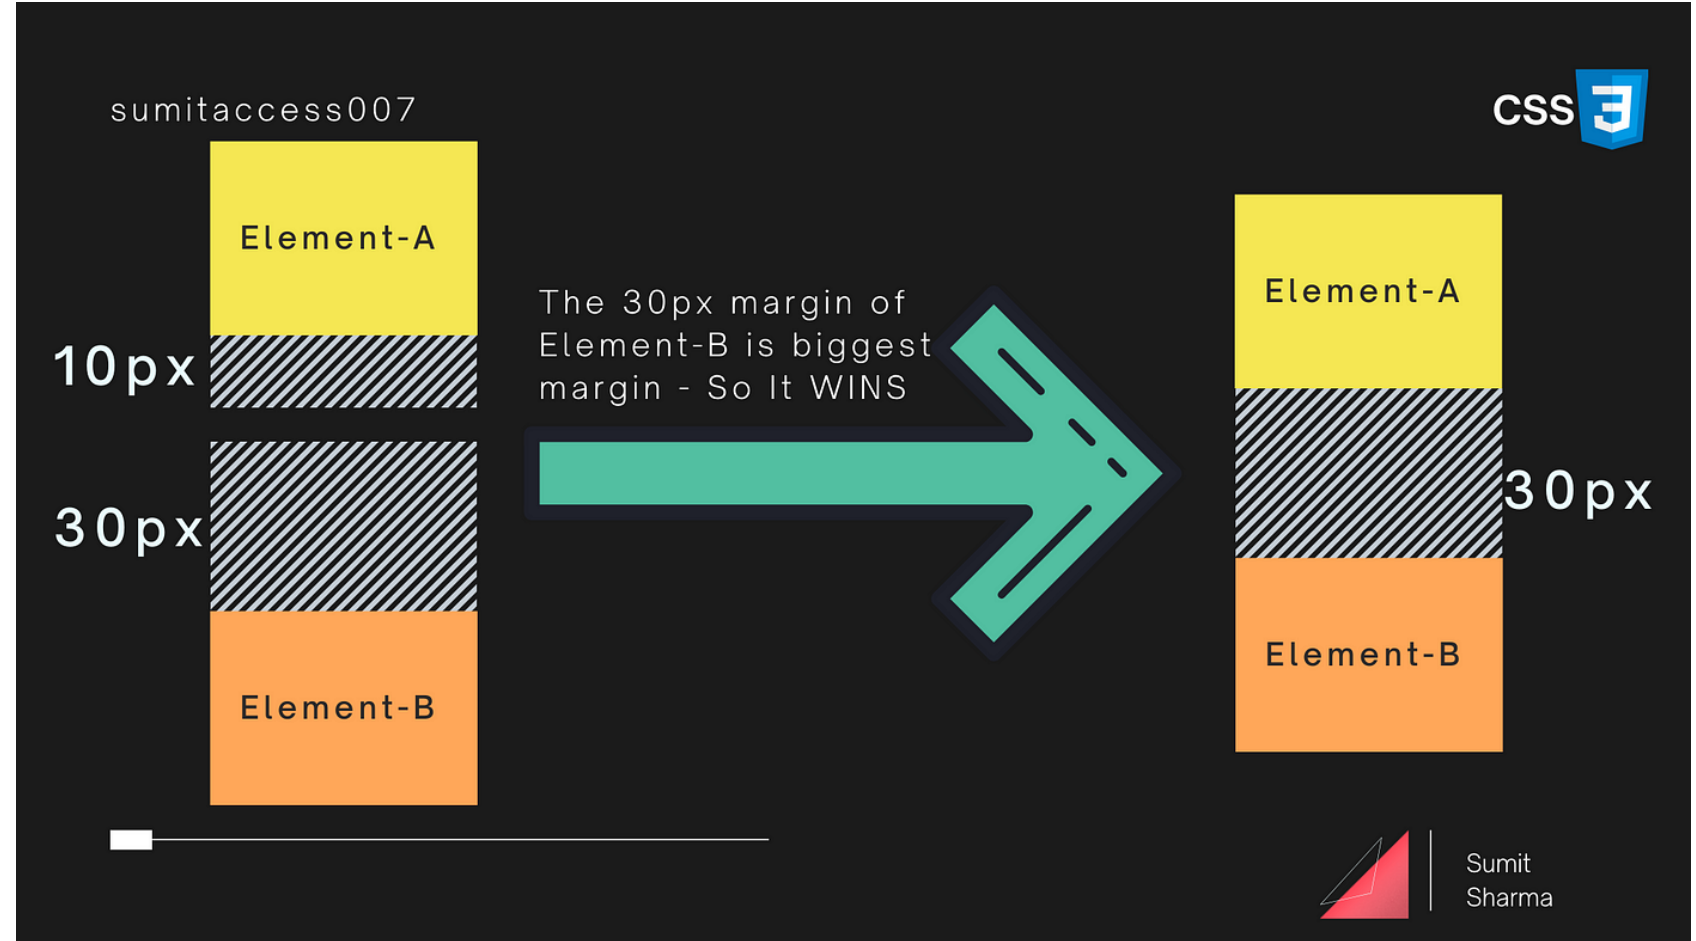 sumitaccess007
CSS
3
Element-A
10px
30px
Element-B
The 30px margin of
Element-B is biggest
margin - So It WINS
Element-A
30px
Element-B
Sumit
Sharma